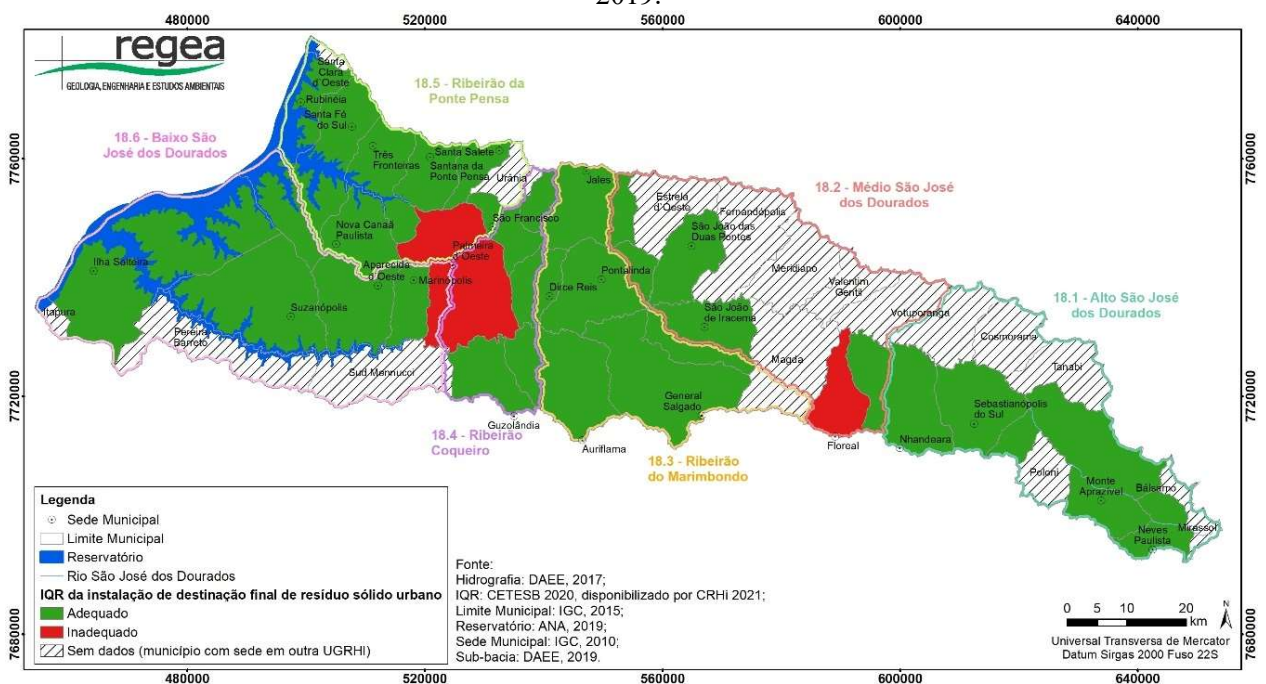 2019.
480000
520000
560000
600000
640000
regea
GEOLOGIA, ENGENHARIA E ESTUDOS AMBIENTAIS
7760000
7720000
7680000
7760000
7720000
7680000
18.5 - Ribeirão da
Ponte Pensa
18.6 - Baixo São
José dos Dourados
18.2 - Médio São José
dos Dourados
18.1 - Alto São José
dos Dourados
18.4 - Ribeirão
Coqueiro
18.3 - Ribeirão
do Marimbondo
Santa
Clara
d'Oeste
Rubinéia
Santa Fé
do Sul
Três
Fronteiras
Santa Salete
Santana da
Ponte Pensa
Urânia
Jales
Estrela
d'Oeste
Fernandópolis
São João das
Duas Pontes
Nova Canaã
Paulista
São Francisco
Palmeira
d'Oeste
Aparecida
d'Oeste
Marinópolis
Ilha Solteira
Suzanápolis
Itapura
Pereira
Barreto
Sud Mennucci
Dirce Reis
Pontalinda
São João
de Iracema
Meridiano
Valentim
Gentil
Votuporanga
Cosmorama
Tanabi
Magda
General
Salgado
Guzolândia
Auriflama
Floreal
Nhandeara
Sebastianópolis
do Sul
Poloni
Monte
Aprazível
Bálsamo
Mirassol
Neves
Paulista
Legenda
Sede Municipal
Limite Municipal
Reservatório
Rio São José dos Dourados
IQR da instalação de destinação final de resíduo sólido urbano
Adequado
Inadequado
Sem dados (município com sede em outra UGRHI)
Fonte:
Hidrografia: DAEE, 2017;
IQR: CETESB 2020, disponibilizado por CRHi 2021;
Limite Municipal: IGC, 2015;
Reservatório: ANA, 2019;
Sede Municipal: IGC, 2010;
Sub-bacia: DAEE, 2019.
0 5 10 20
km
N
Universal Transversa de Mercator
Datum Sirgas 2000 Fuso 22S
480000
520000
560000
600000
640000